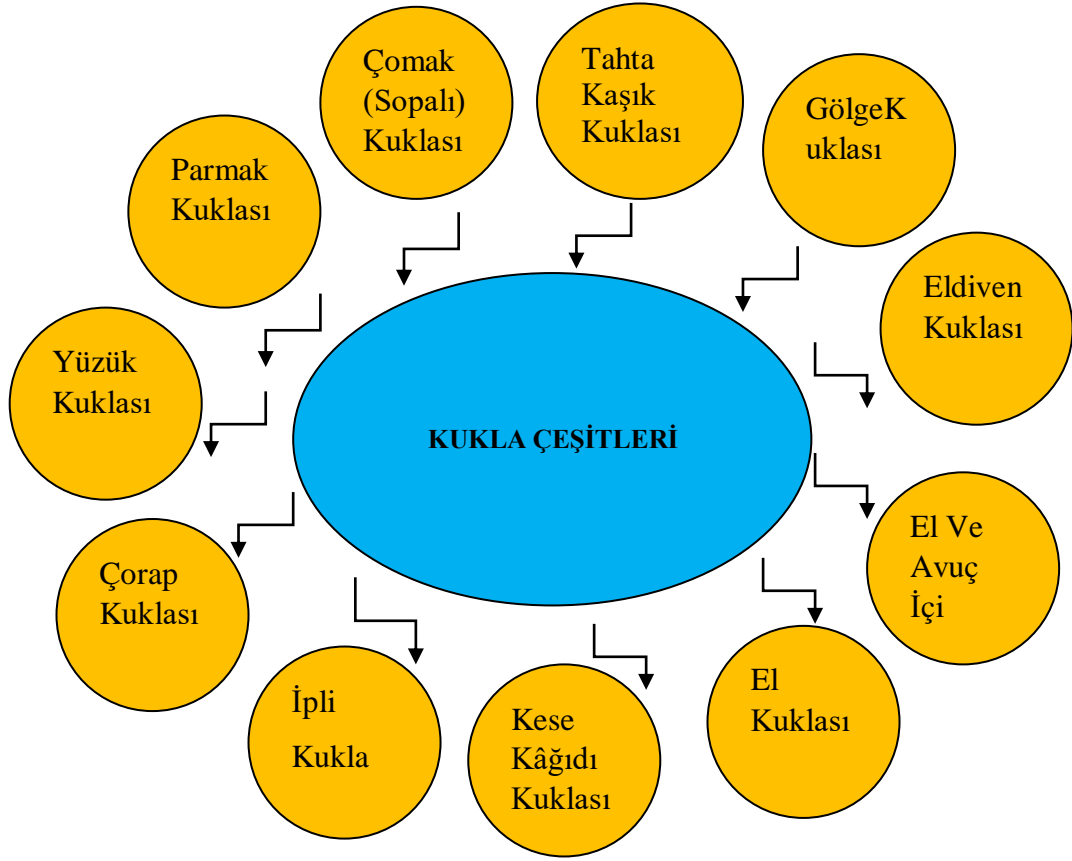 Çomak
(Sopalı)
Kuklası
Tahta
Kaşık
Kuklası
GölgeK
uklası
Parmak
Kuklası
Eldiven
Kuklası
Yüzük
Kuklası
KUKLA ÇEŞİTLERİ
El Ve
Avuç
İçi
Çorap
Kuklası
El
Kuklası
İpli
Kukla
Kese
Kâğıdı
Kuklası